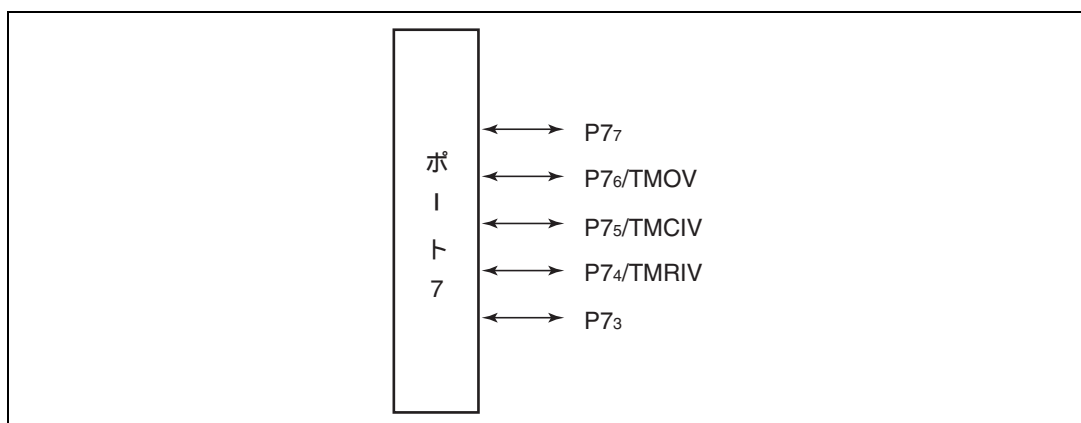 ポート7
P7₇
P7₆/TMOV
P7₅/TMCIV
P7₄/TMRIV
P7₃